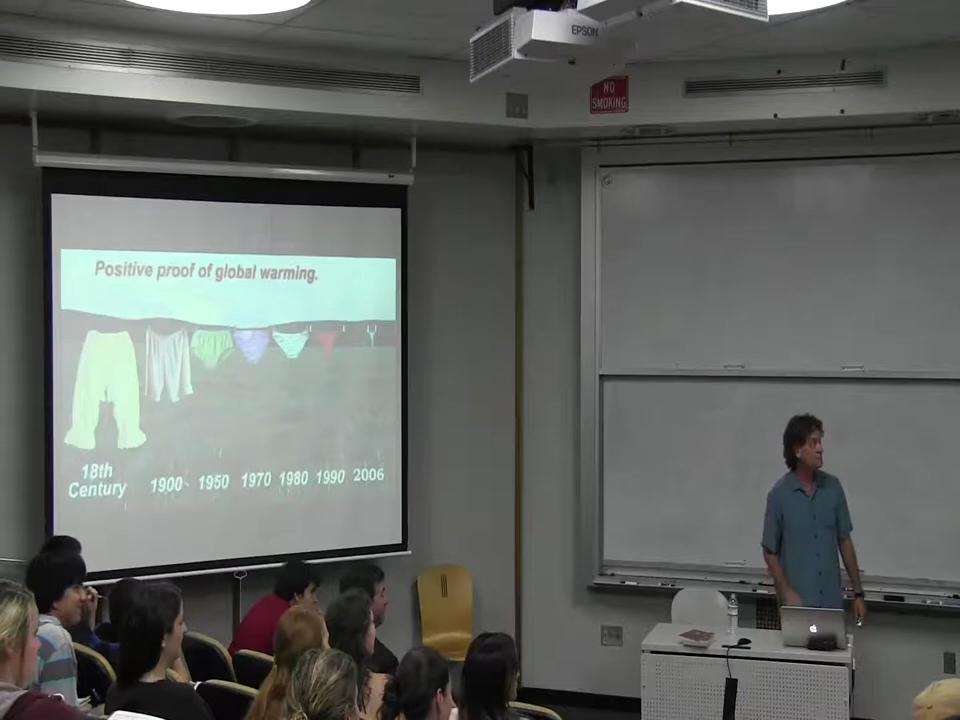 EPSON
NO
SMOKING
Positive proof of global warming.
18th
Century
1900
1950
1970
1980
1990
2006